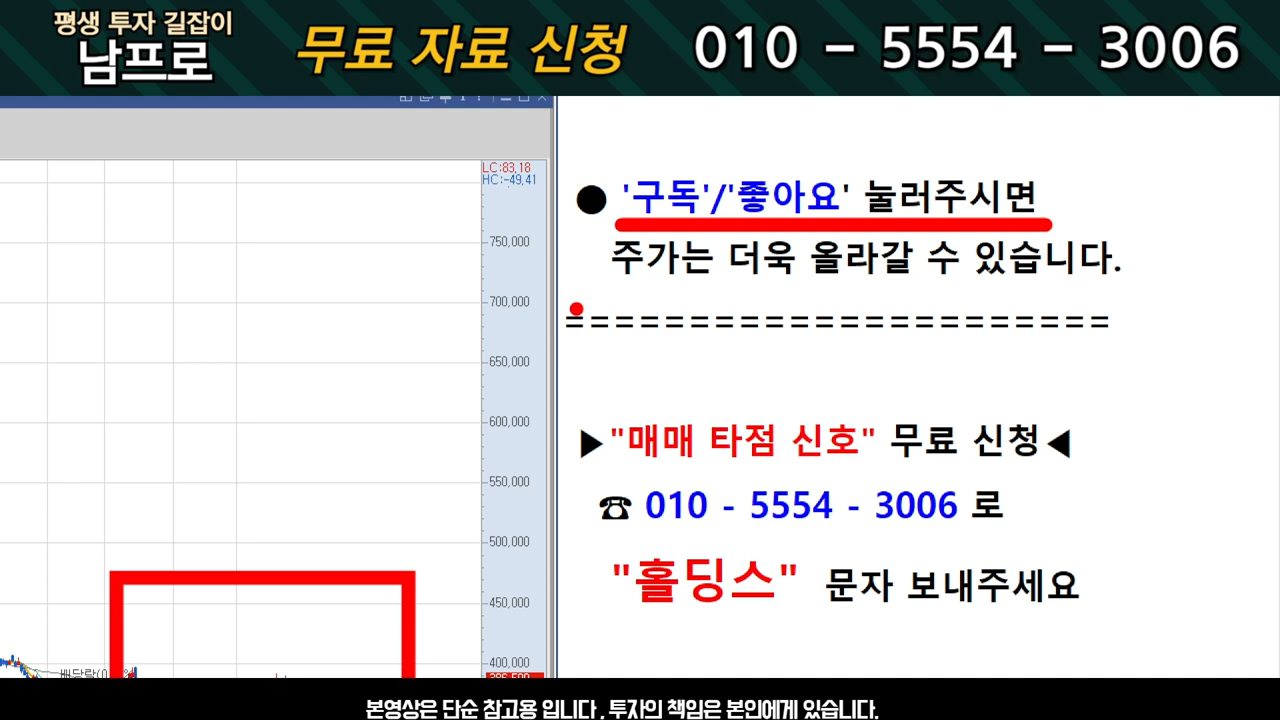 평생 투자 길잡이
남프로
무료 자료 신청
010 - 5554 - 3006
LC:83,18
HC:-49,41
750,000
700,000
650,000
600,000
550,000
500,000
450,000
400,000
● '구독'/'좋아요' 눌러주시면
주가는 더욱 올라갈 수 있습니다.
======================
▶"매매 타점 신호" 무료 신청◀
☎ 010 - 5554 - 3006 로
"홀딩스" 문자 보내주세요
본영상은 단순 참고용 입니다 , 투자의 책임은 본인에게 있습니다.